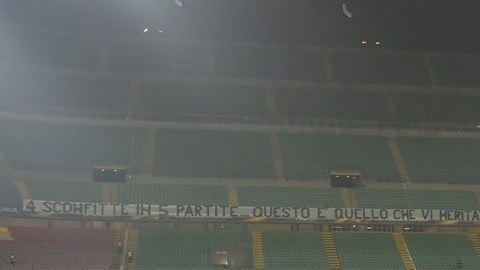 4 SCONFITTE IN 5 PARTITE... QUESTO E' QUELLO CHE VI MERITA